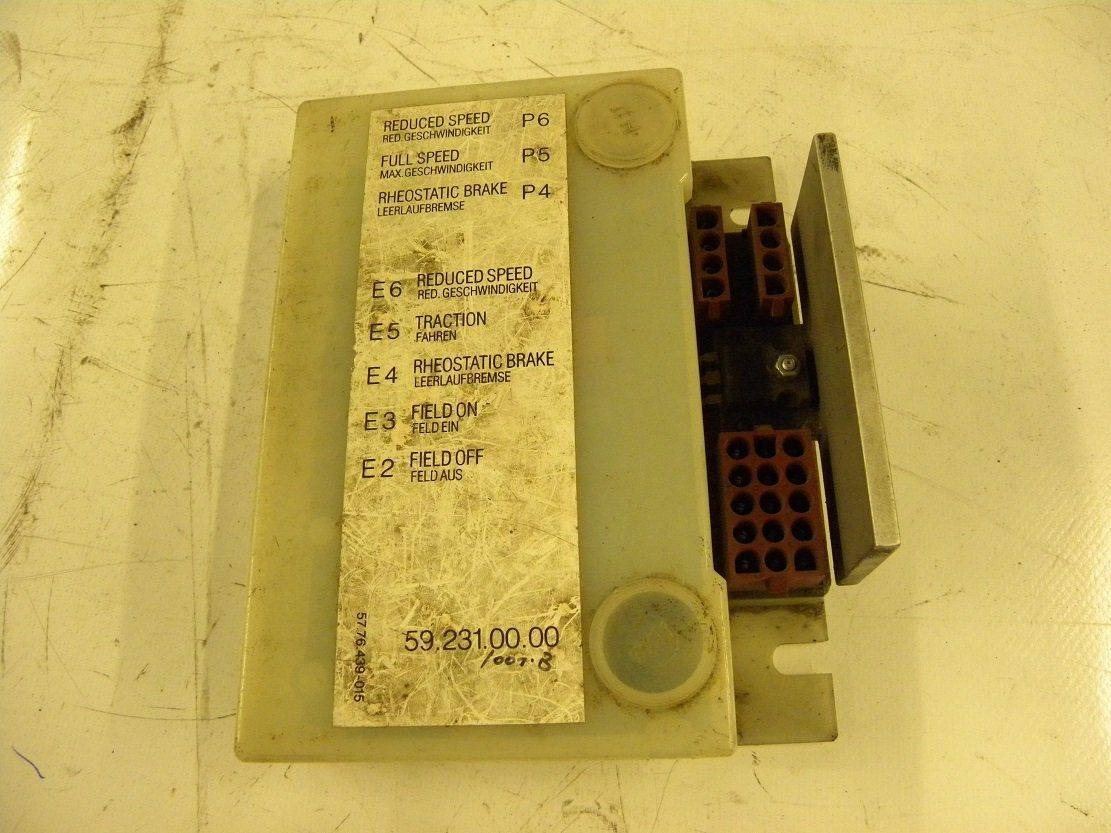 REDUCED SPEED P6
RED. GESCHWINDIGKEIT
FULL SPEED P5
MAX. GESCHWINDIGKEIT
RHEOSTATIC BRAKE P4
LEERLAUFBREMSE
E6 REDUCED SPEED
RED. GESCHWINDIGKEIT
E5 TRACTION
FAHREN
E4 RHEOSTATIC BRAKE
LEERLAUFBREMSE
E3 FIELD ON
FELD EIN
E2 FIELD OFF
FELD AUS
59.231.00.00
57.76.439-015